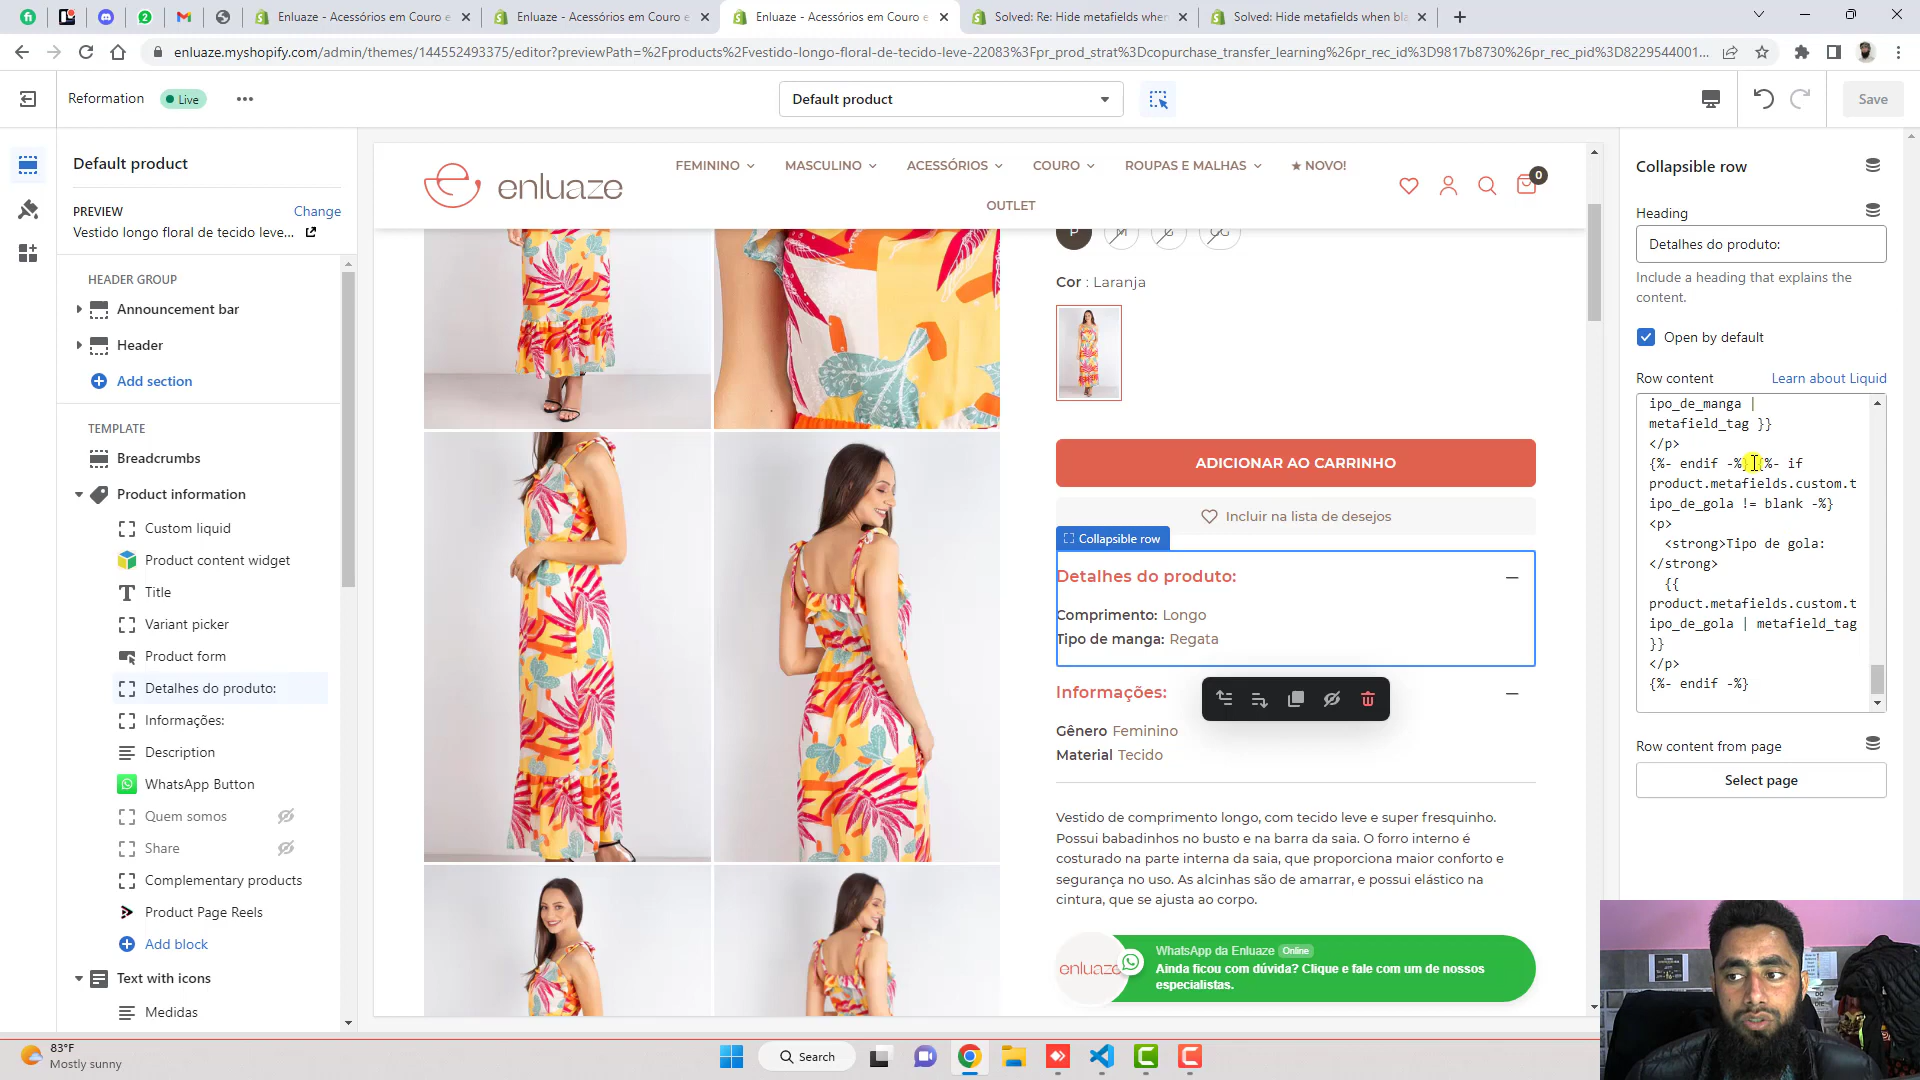 Enluaze - Acessórios em Couro e
Enluaze - Acessórios em Couro e
Enluaze - Acessórios em Couro e
Solved: Re: Hide metafields when
Solved: Hide metafields when bla
enluaze.myshopify.com/admin/themes/144552493375/editor?previewPath=%2Fproducts%2Fvestido-longo-floral-de-tecido-leve-22083%3Fpr_prod_strat%3Dcopurchase_transfer_learning%26pr_rec_id%3D9817b8730%26pr_rec_pid%3D8229544001...
Reformation
Live
Default product
Save
Default product
PREVIEW
Change
Vestido longo floral de tecido leve...
HEADER GROUP
Announcement bar
Header
Add section
TEMPLATE
Breadcrumbs
Product information
Custom liquid
Product content widget
Title
Variant picker
Product form
Detalhes do produto:
Informações:
Description
WhatsApp Button
Quem somos
Share
Complementary products
Product Page Reels
Add block
Text with icons
Medidas
enluaze
FEMININO
MASCULINO
ACESSÓRIOS
COURO
ROUPAS E MALHAS
★ NOVO!
OUTLET
0
P
M
G
GG
Cor : Laranja
ADICIONAR AO CARRINHO
Incluir na lista de desejos
Collapsible row
Detalhes do produto:
Comprimento: Longo
Tipo de manga: Regata
Informações:
Gênero Feminino
Material Tecido
Vestido de comprimento longo, com tecido leve e super fresquinho.
Possui babadinhos no busto e na barra da saia. O forro interno é
costurado na parte interna da saia, que proporciona maior conforto e
segurança no uso. As alcinhas são de amarrar, e possui elástico na
cintura, que se ajusta ao corpo.
enluaze
WhatsApp da Enluaze Online
Ainda ficou com dúvida? Clique e fale com um de nossos
especialistas.
Collapsible row
Heading
Detalhes do produto:
Include a heading that explains the
content.
Open by default
Row content
Learn about Liquid
ipo_de_manga |
metafield_tag }}
</p>
{%- endif -%} {%- if
product.metafields.custom.t
ipo_de_gola != blank -%}
<p>
<strong>Tipo de gola:
</strong>
{{
product.metafields.custom.t
ipo_de_gola | metafield_tag
}}
</p>
{%- endif -%}
Row content from page
Select page
83°F
Mostly sunny
Search